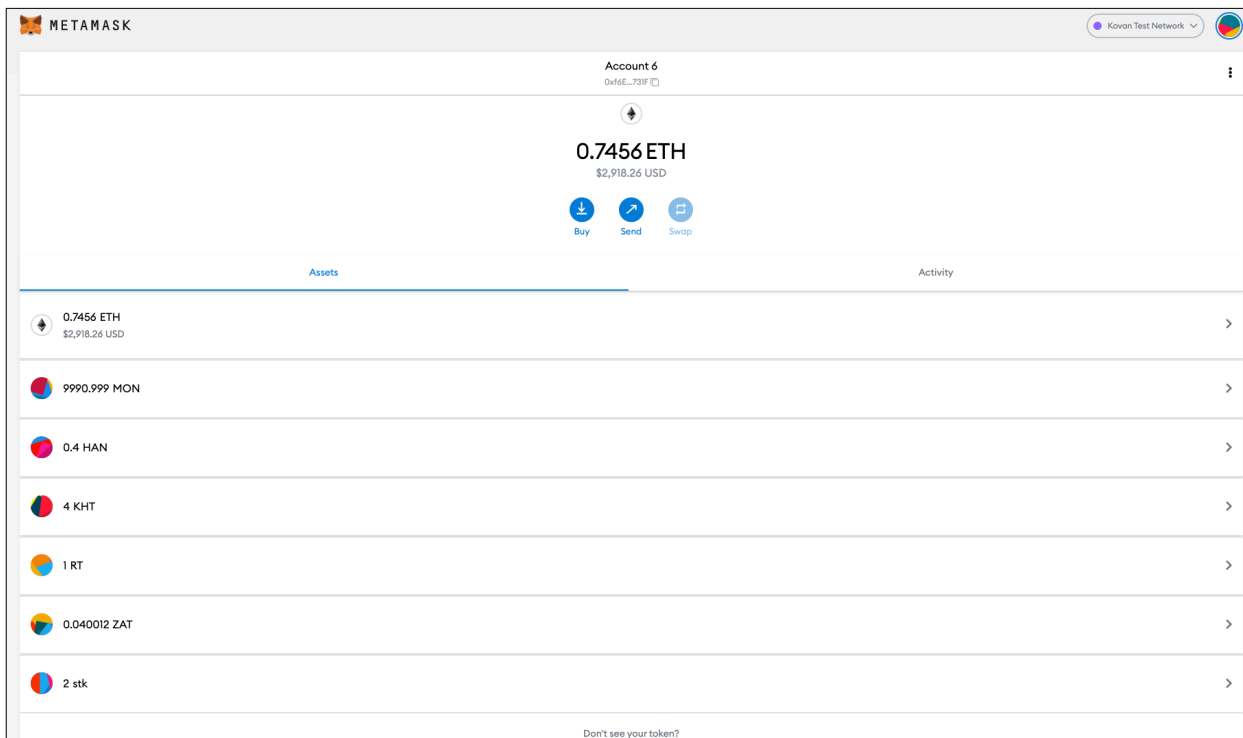 METAMASK
Kovan Test Network
Account 6
0xf6E...731F
0.7456 ETH
$2,918.26 USD
Buy Send Swap
Assets Activity
0.7456 ETH
$2,918.26 USD
9990.999 MON
0.4 HAN
4 KHT
1 RT
0.040012 ZAT
2 stk
Don't see your token?